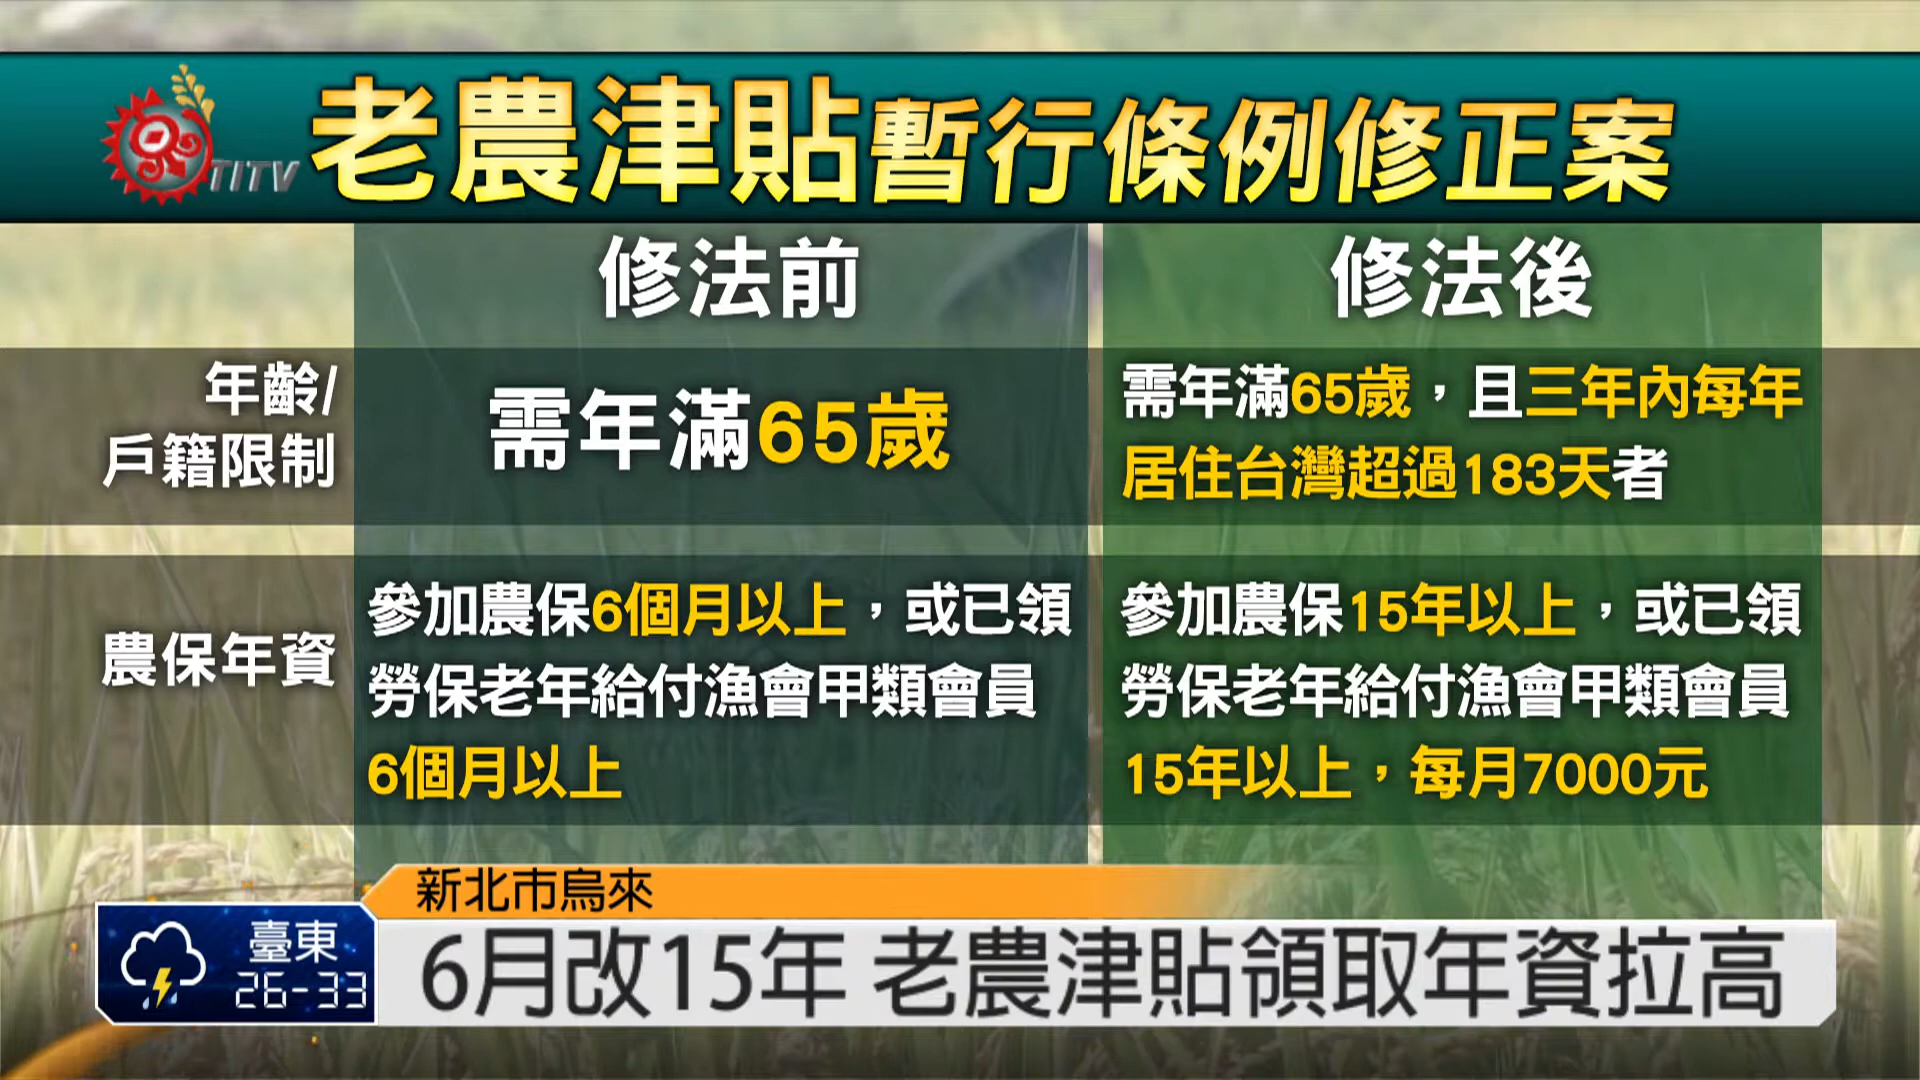 TITV
老農津貼暫行條例修正案
修法前
修法後
年齡/
戶籍限制
需年滿65歲
需年滿65歲，且三年內每年
居住台灣超過183天者
農保年資
參加農保6個月以上，或已領
勞保老年給付漁會甲類會員
6個月以上
參加農保15年以上，或已領
勞保老年給付漁會甲類會員
15年以上，每月7000元
新北市烏來
臺東
26-33
6月改15年 老農津貼領取年資拉高